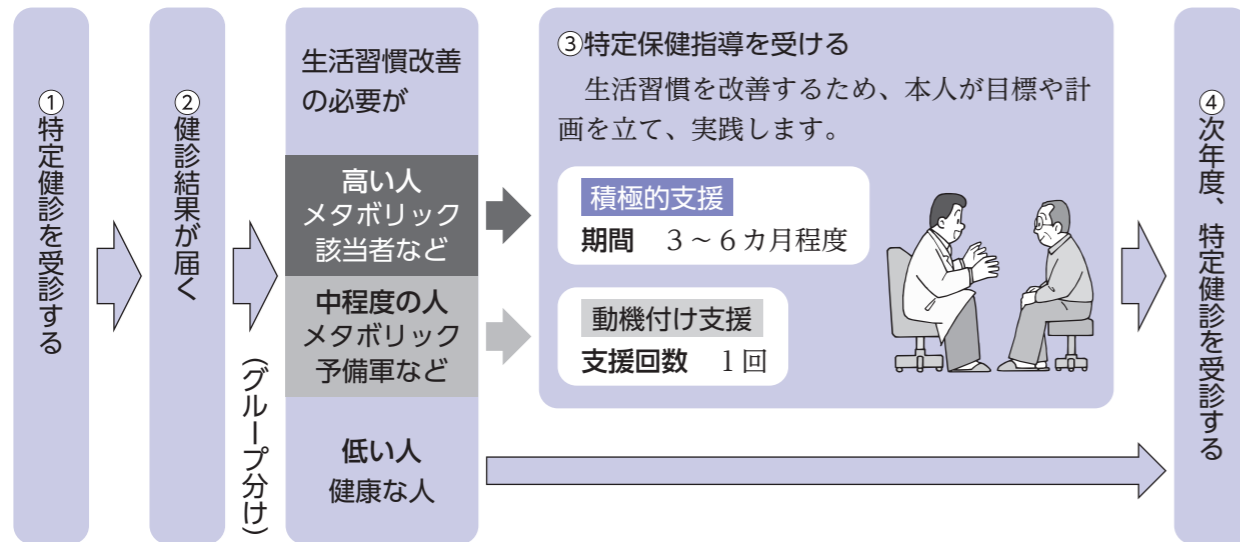 ①特定健診を受診する
②健診結果が届く
(グループ分け)
生活習慣改善
の必要が
高い人
メタボリック
該当者など
中程度の人
メタボリック
予備軍など
低い人
健康な人
③特定保健指導を受ける
生活習慣を改善するため、本人が目標や計
画を立て、実践します。
積極的支援
期間 3～6カ月程度
動機付け支援
支援回数 1回
④次年度、特定健診を受診する